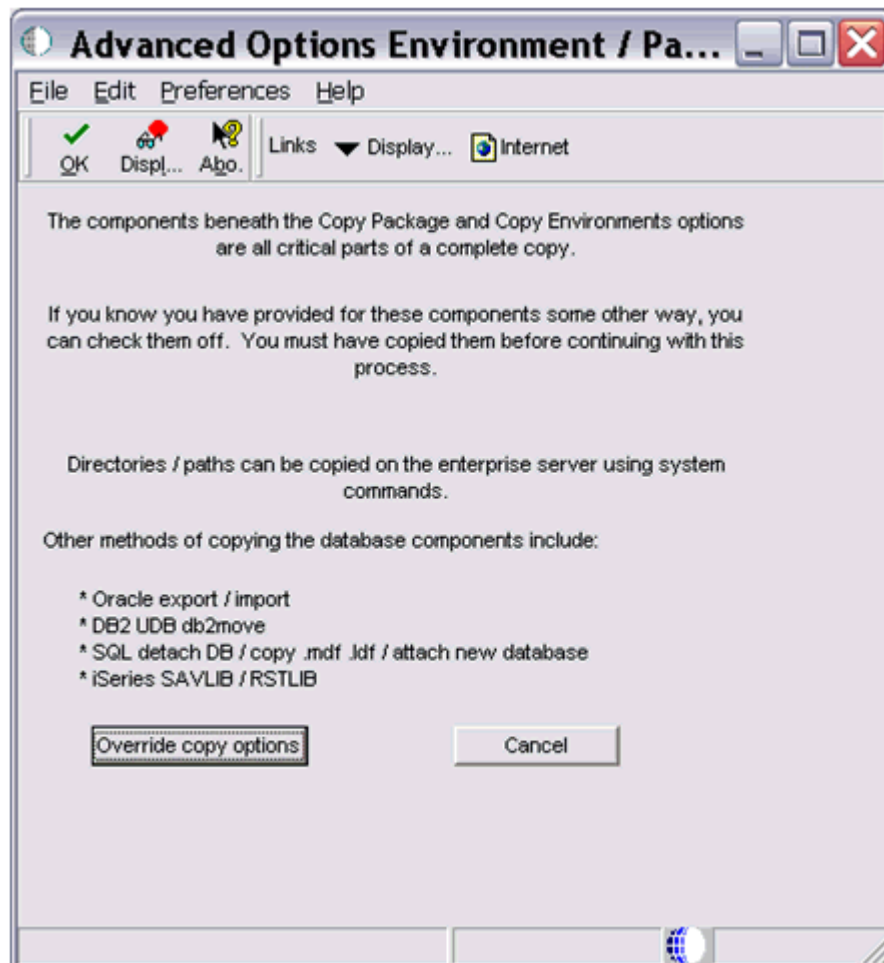 Advanced Options Environment / Pa...
File Edit Preferences Help
OK Displ... Abo. Links Display... Internet
The components beneath the Copy Package and Copy Environments options
are all critical parts of a complete copy.
If you know you have provided for these components some other way, you
can check them off. You must have copied them before continuing with this
process.
Directories / paths can be copied on the enterprise server using system
commands.
Other methods of copying the database components include:
* Oracle export / import
* DB2 UDB db2move
* SQL detach DB / copy .mdf .ldf / attach new database
* iSeries SAVLIB / RSTLIB
Override copy options Cancel